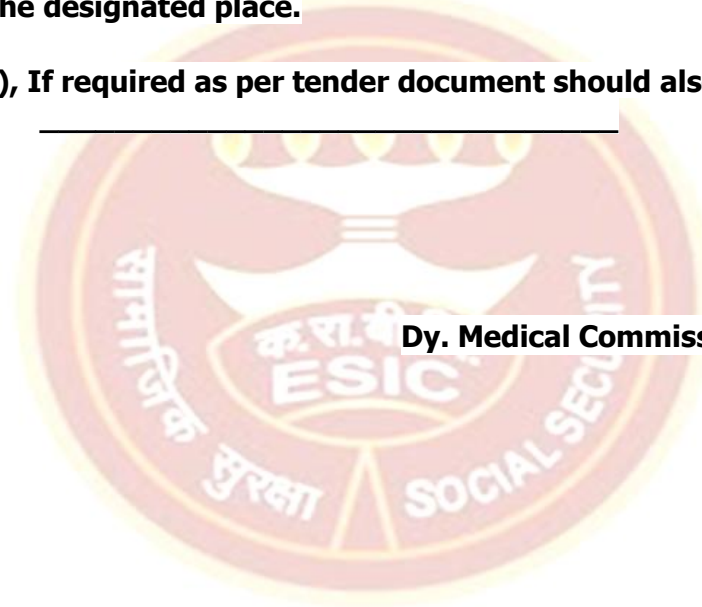 he designated place.
), If required as per tender document should als
Dy. Medical Commiss
क.रा.बी.
ESIC
सामाजिक सुरक्षा
SOCIAL SECURITY